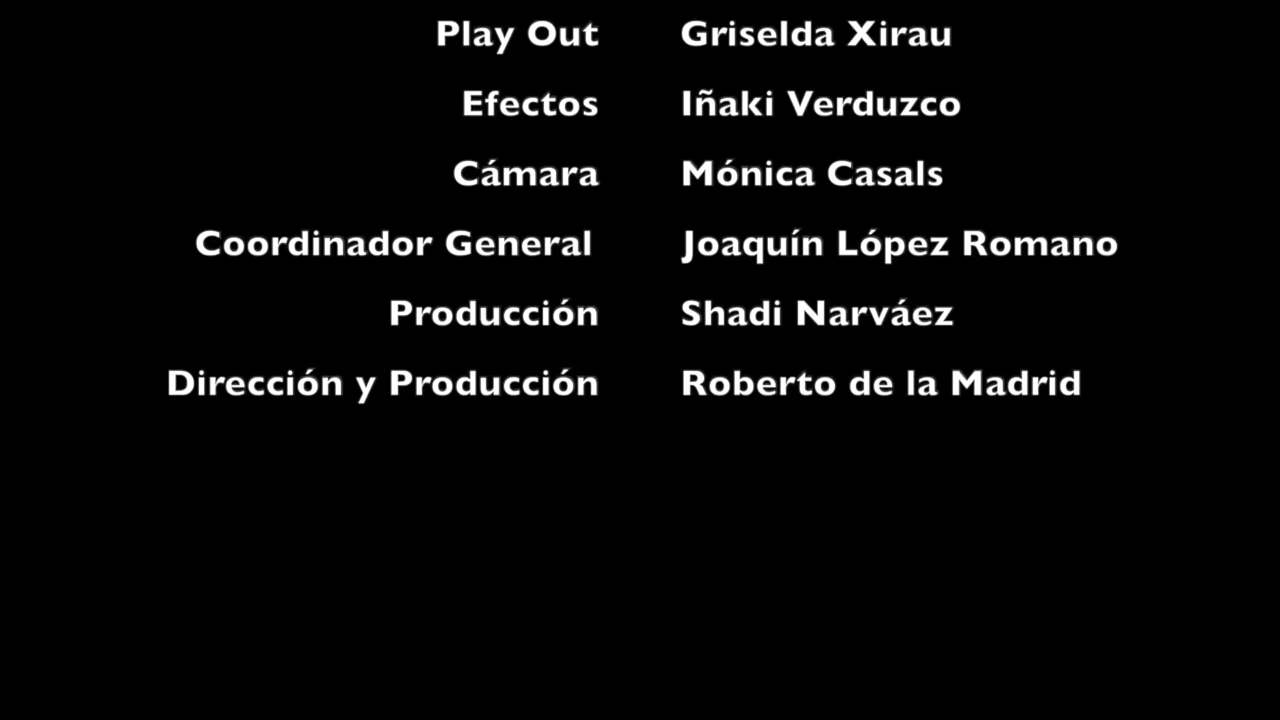 Play Out Griselda Xirau
Efectos Iñaki Verduzco
Cámara Mónica Casals
Coordinador General Joaquín López Romano
Producción Shadi Narváez
Dirección y Producción Roberto de la Madrid